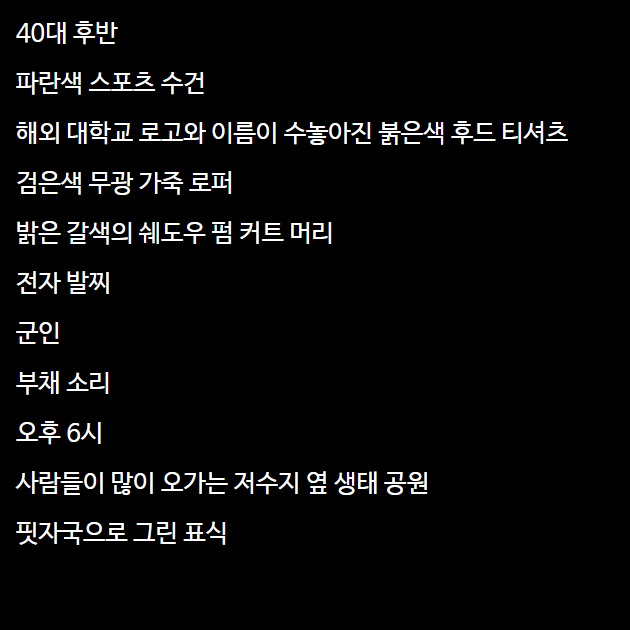 40대 후반
파란색 스포츠 수건
해외 대학교 로고와 이름이 수놓아진 붉은색 후드 티셔츠
검은색 무광 가죽 로퍼
밝은 갈색의 쉐도우 펌 커트 머리
전자 발찌
군인
부채 소리
오후 6시
사람들이 많이 오가는 저수지 옆 생태 공원
핏자국으로 그린 표식